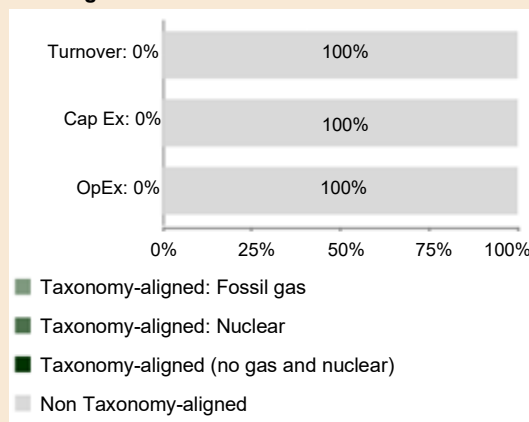 Turnover: 0% 100%
Cap Ex: 0% 100%
OpEx: 0% 100%
0% 25% 50% 75% 100%
Taxonomy-aligned: Fossil gas
Taxonomy-aligned: Nuclear
Taxonomy-aligned (no gas and nuclear)
Non Taxonomy-aligned